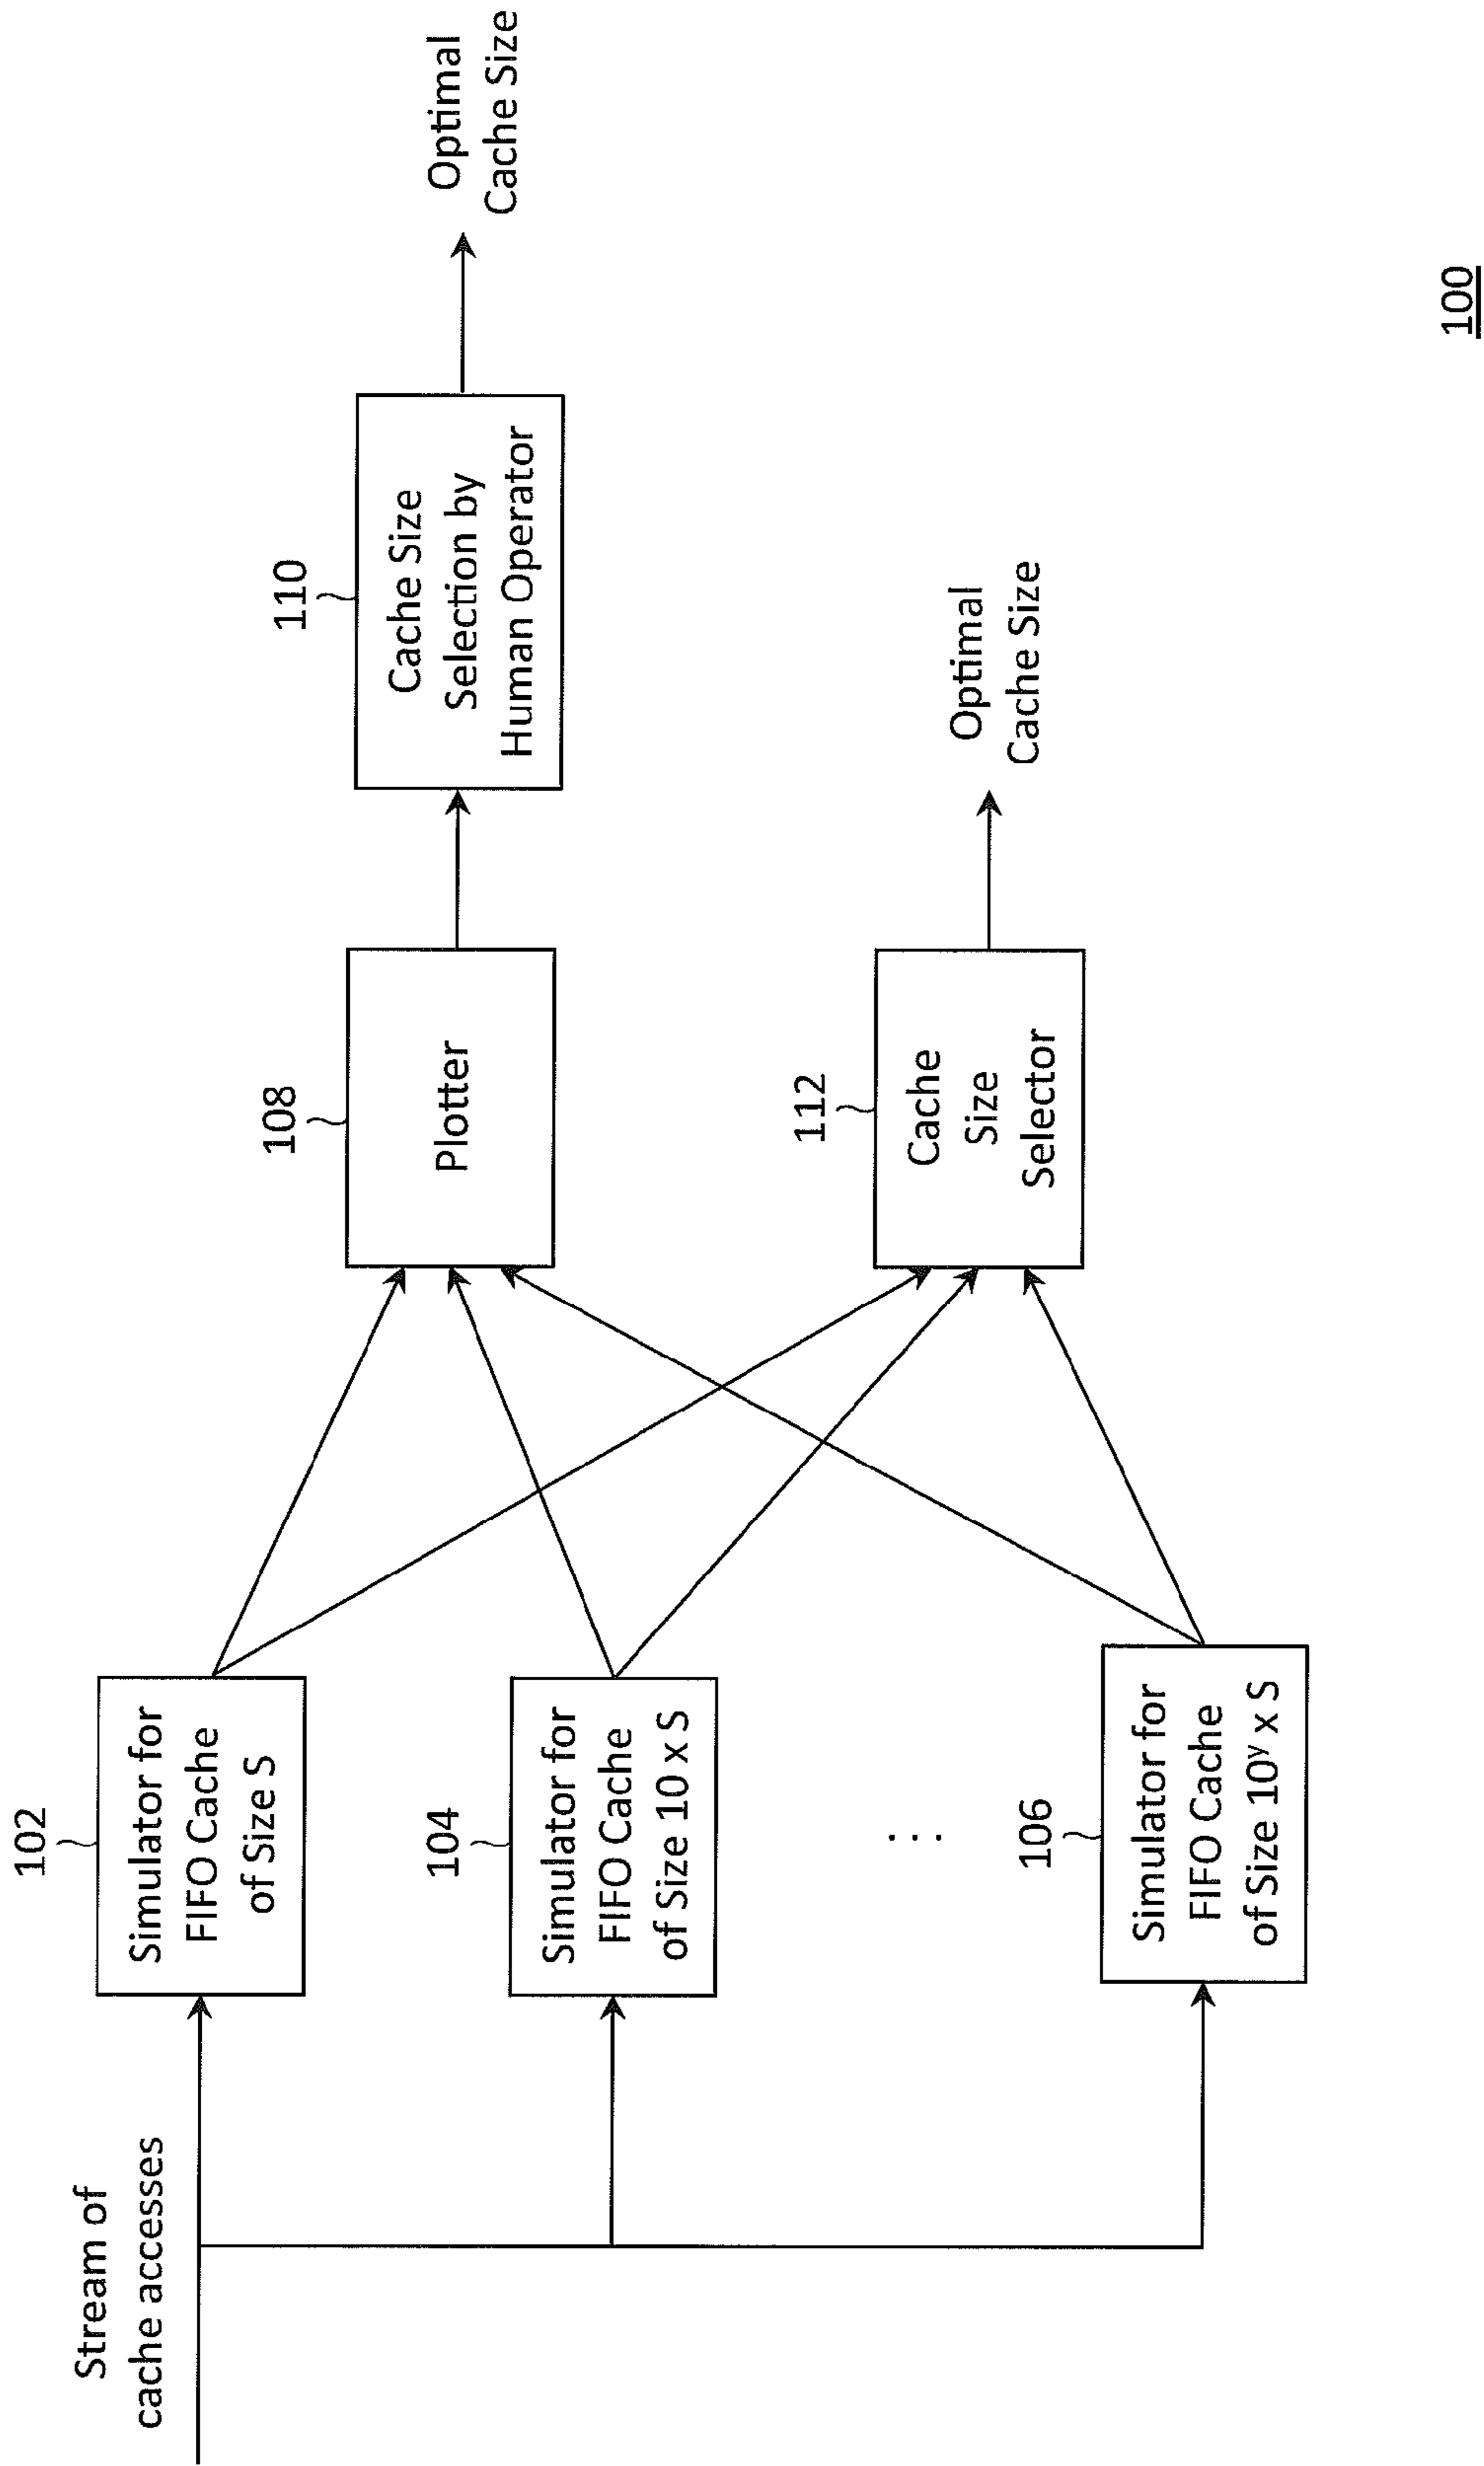 Stream of
cache accesses
102
Simulator for
FIFO Cache
of Size S
104
Simulator for
FIFO Cache
of Size 10 x S
. . .
106
Simulator for
FIFO Cache
of Size 10ʸ x S
108
Plotter
112
Cache
Size
Selector
110
Cache Size
Selection by
Human Operator
Optimal
Cache Size
Optimal
Cache Size
100